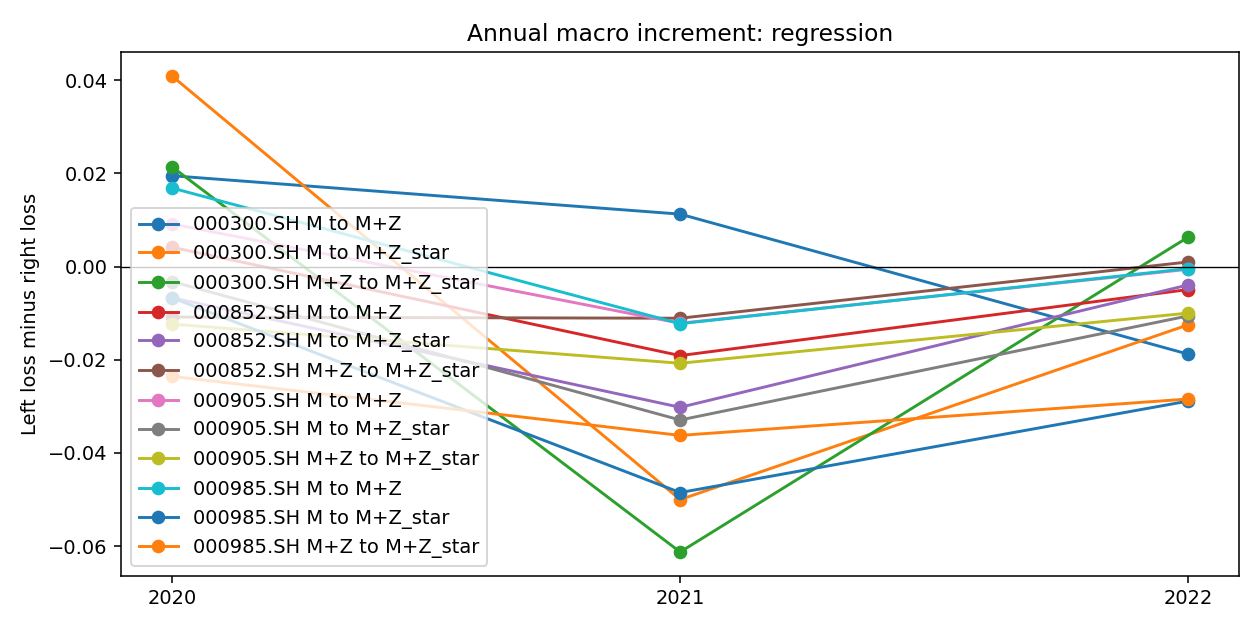 Annual macro increment: regression
Left loss minus right loss
0.04
0.02
0.00
−0.02
−0.04
−0.06
000300.SH M to M+Z
000300.SH M to M+Z_star
000300.SH M+Z to M+Z_star
000852.SH M to M+Z
000852.SH M to M+Z_star
000852.SH M+Z to M+Z_star
000905.SH M to M+Z
000905.SH M to M+Z_star
000905.SH M+Z to M+Z_star
000985.SH M to M+Z
000985.SH M to M+Z_star
000985.SH M+Z to M+Z_star
2020
2021
2022